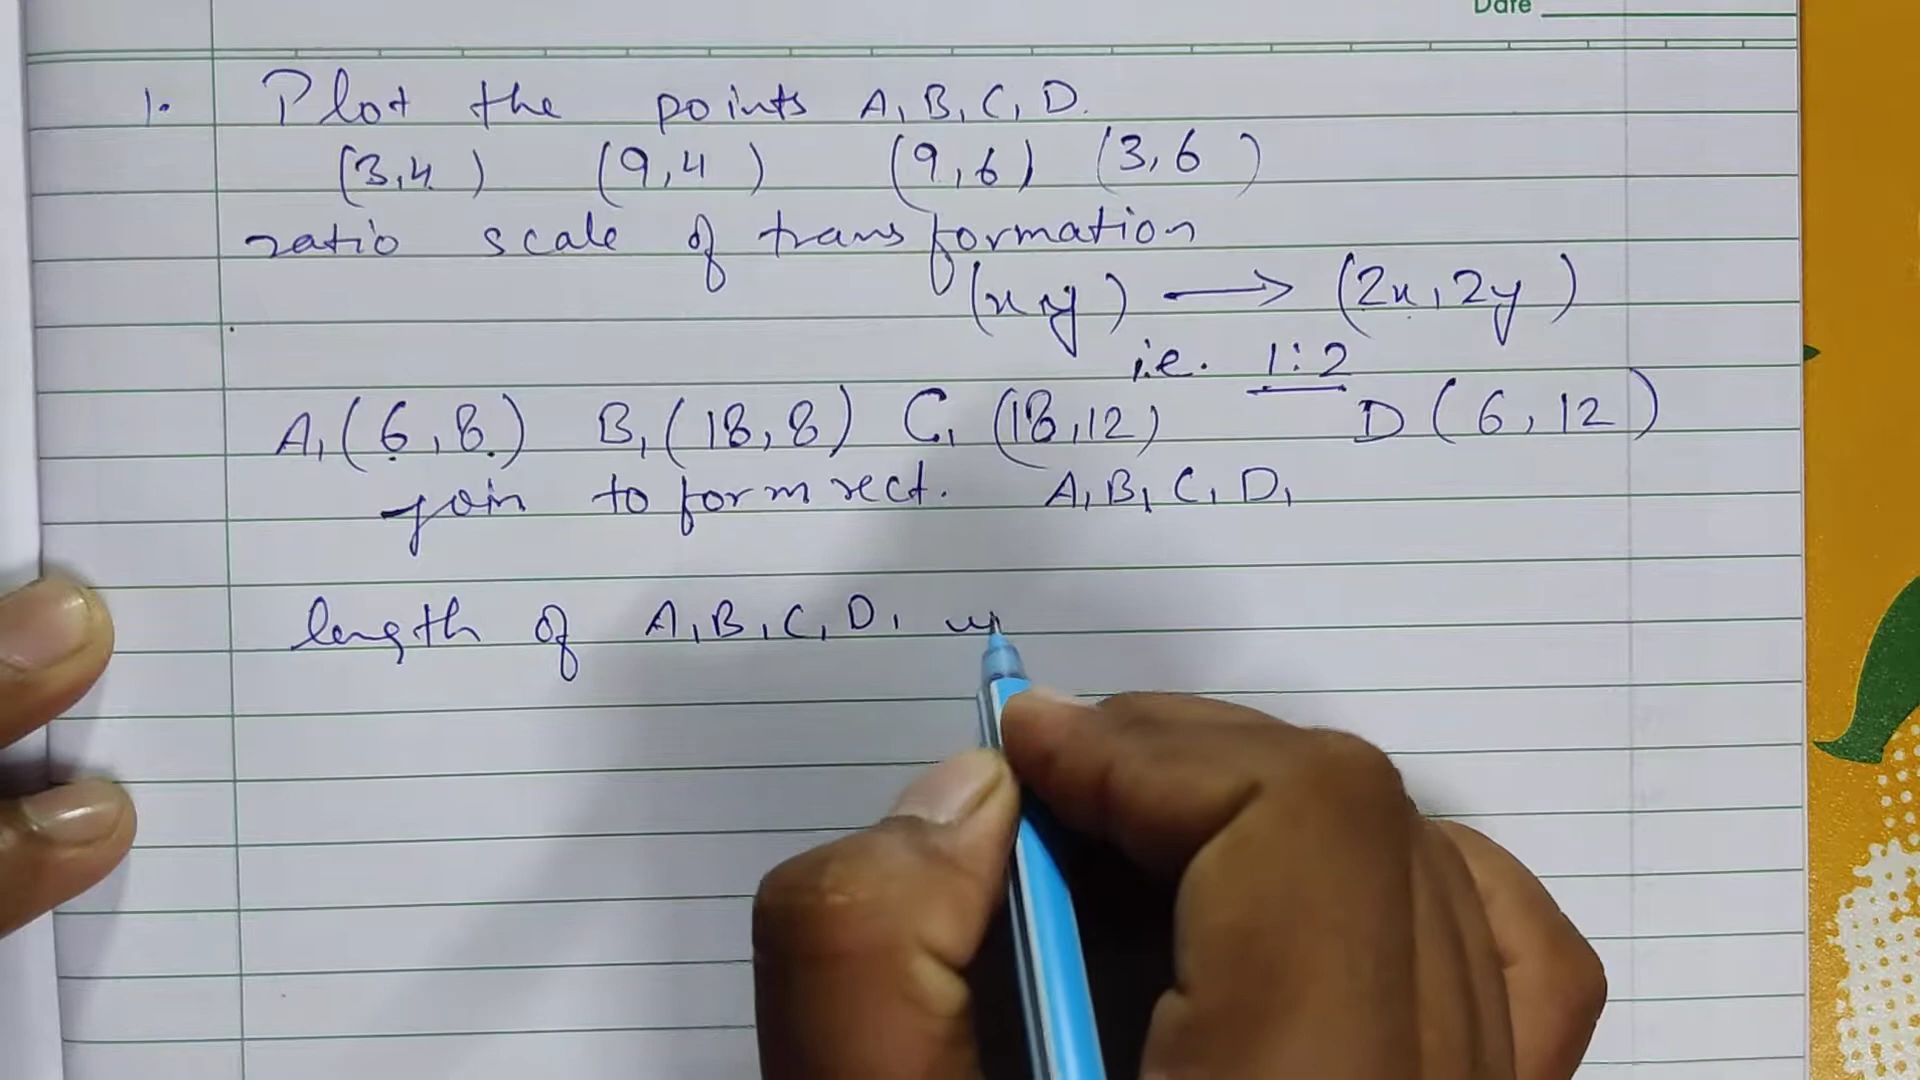 Date
1. Plot the points A, B, C, D.
(3,4) (9,4) (9,6) (3,6)
ratio scale of transformation
(x,y) → (2x,2y)
i.e. 1:2
A₁(6,8) B₁(18,8) C₁(18,12) D(6,12)
join to form rect. A₁B₁C₁D₁
length of A₁B₁C₁D₁